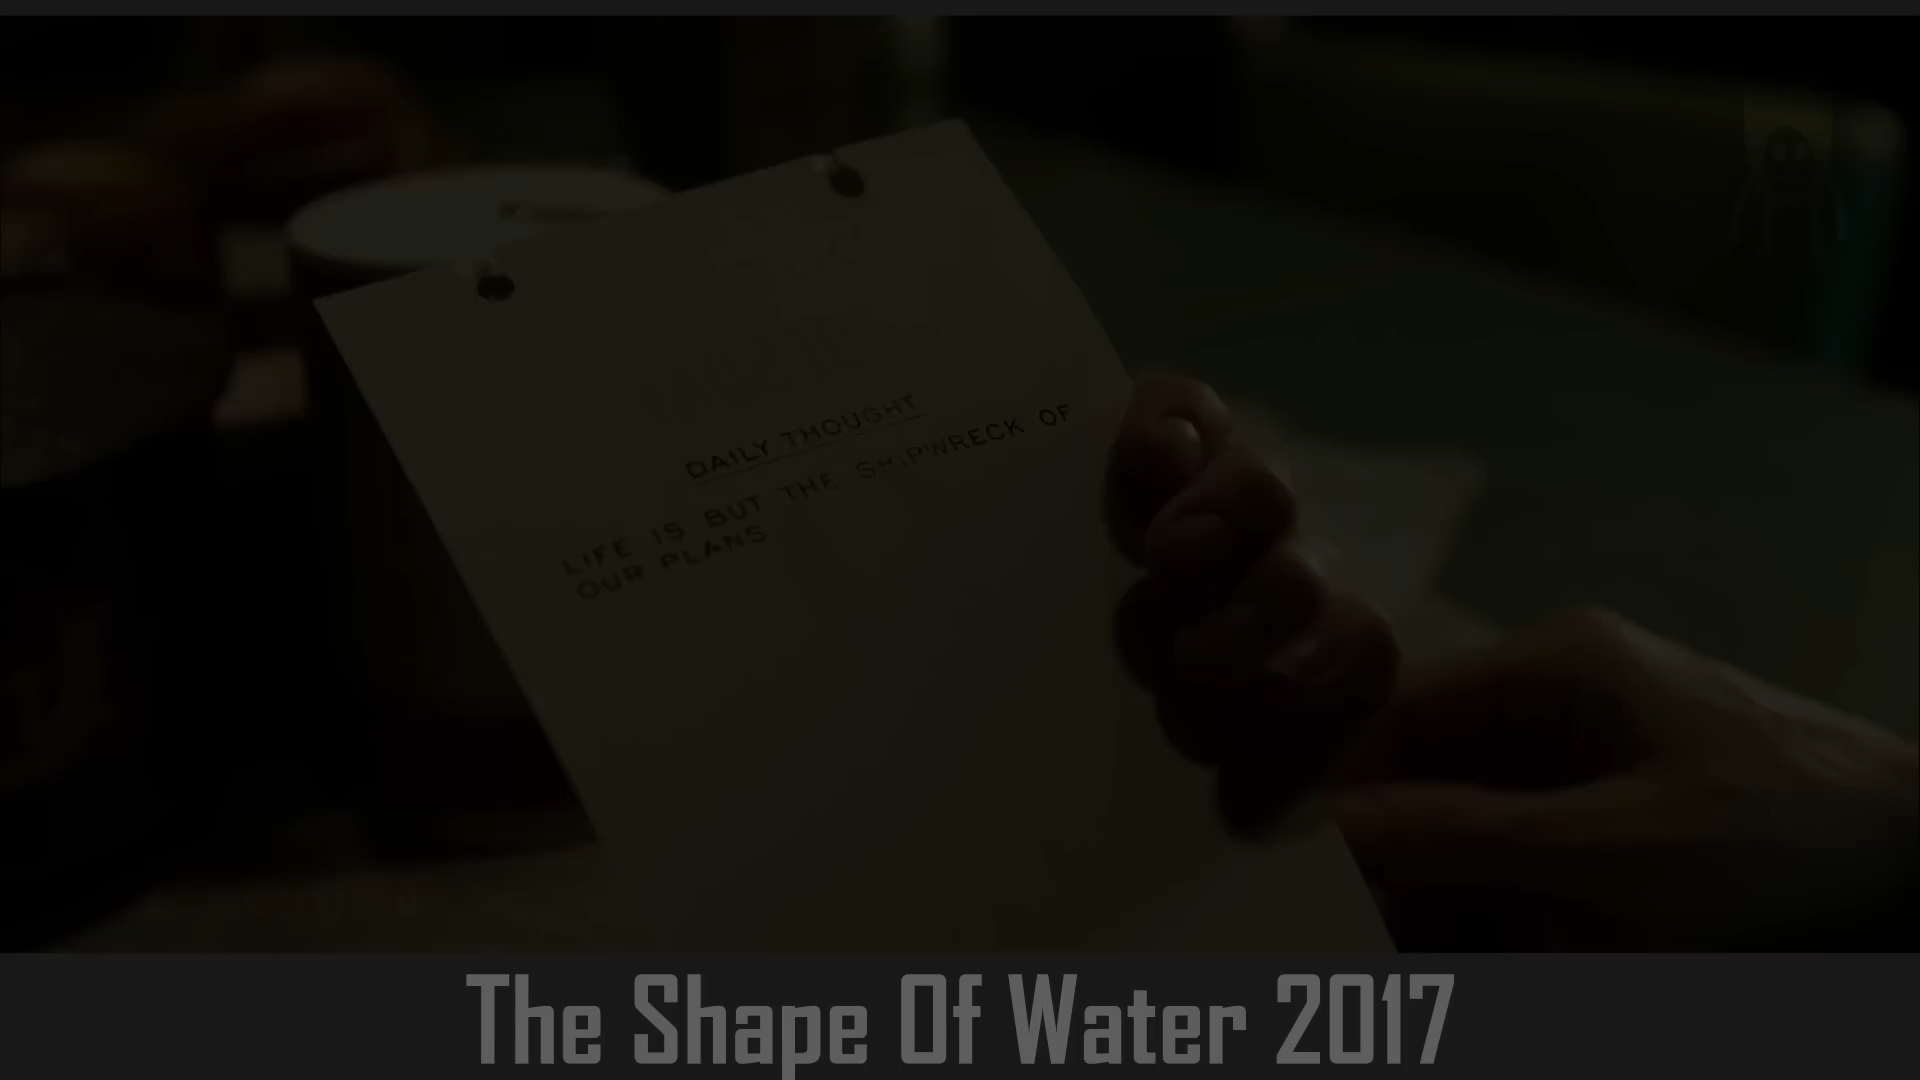 DAILY THOUGHT
LIFE IS BUT THE SHIPWRECK OF
OUR PLANS
The Shape Of Water 2017